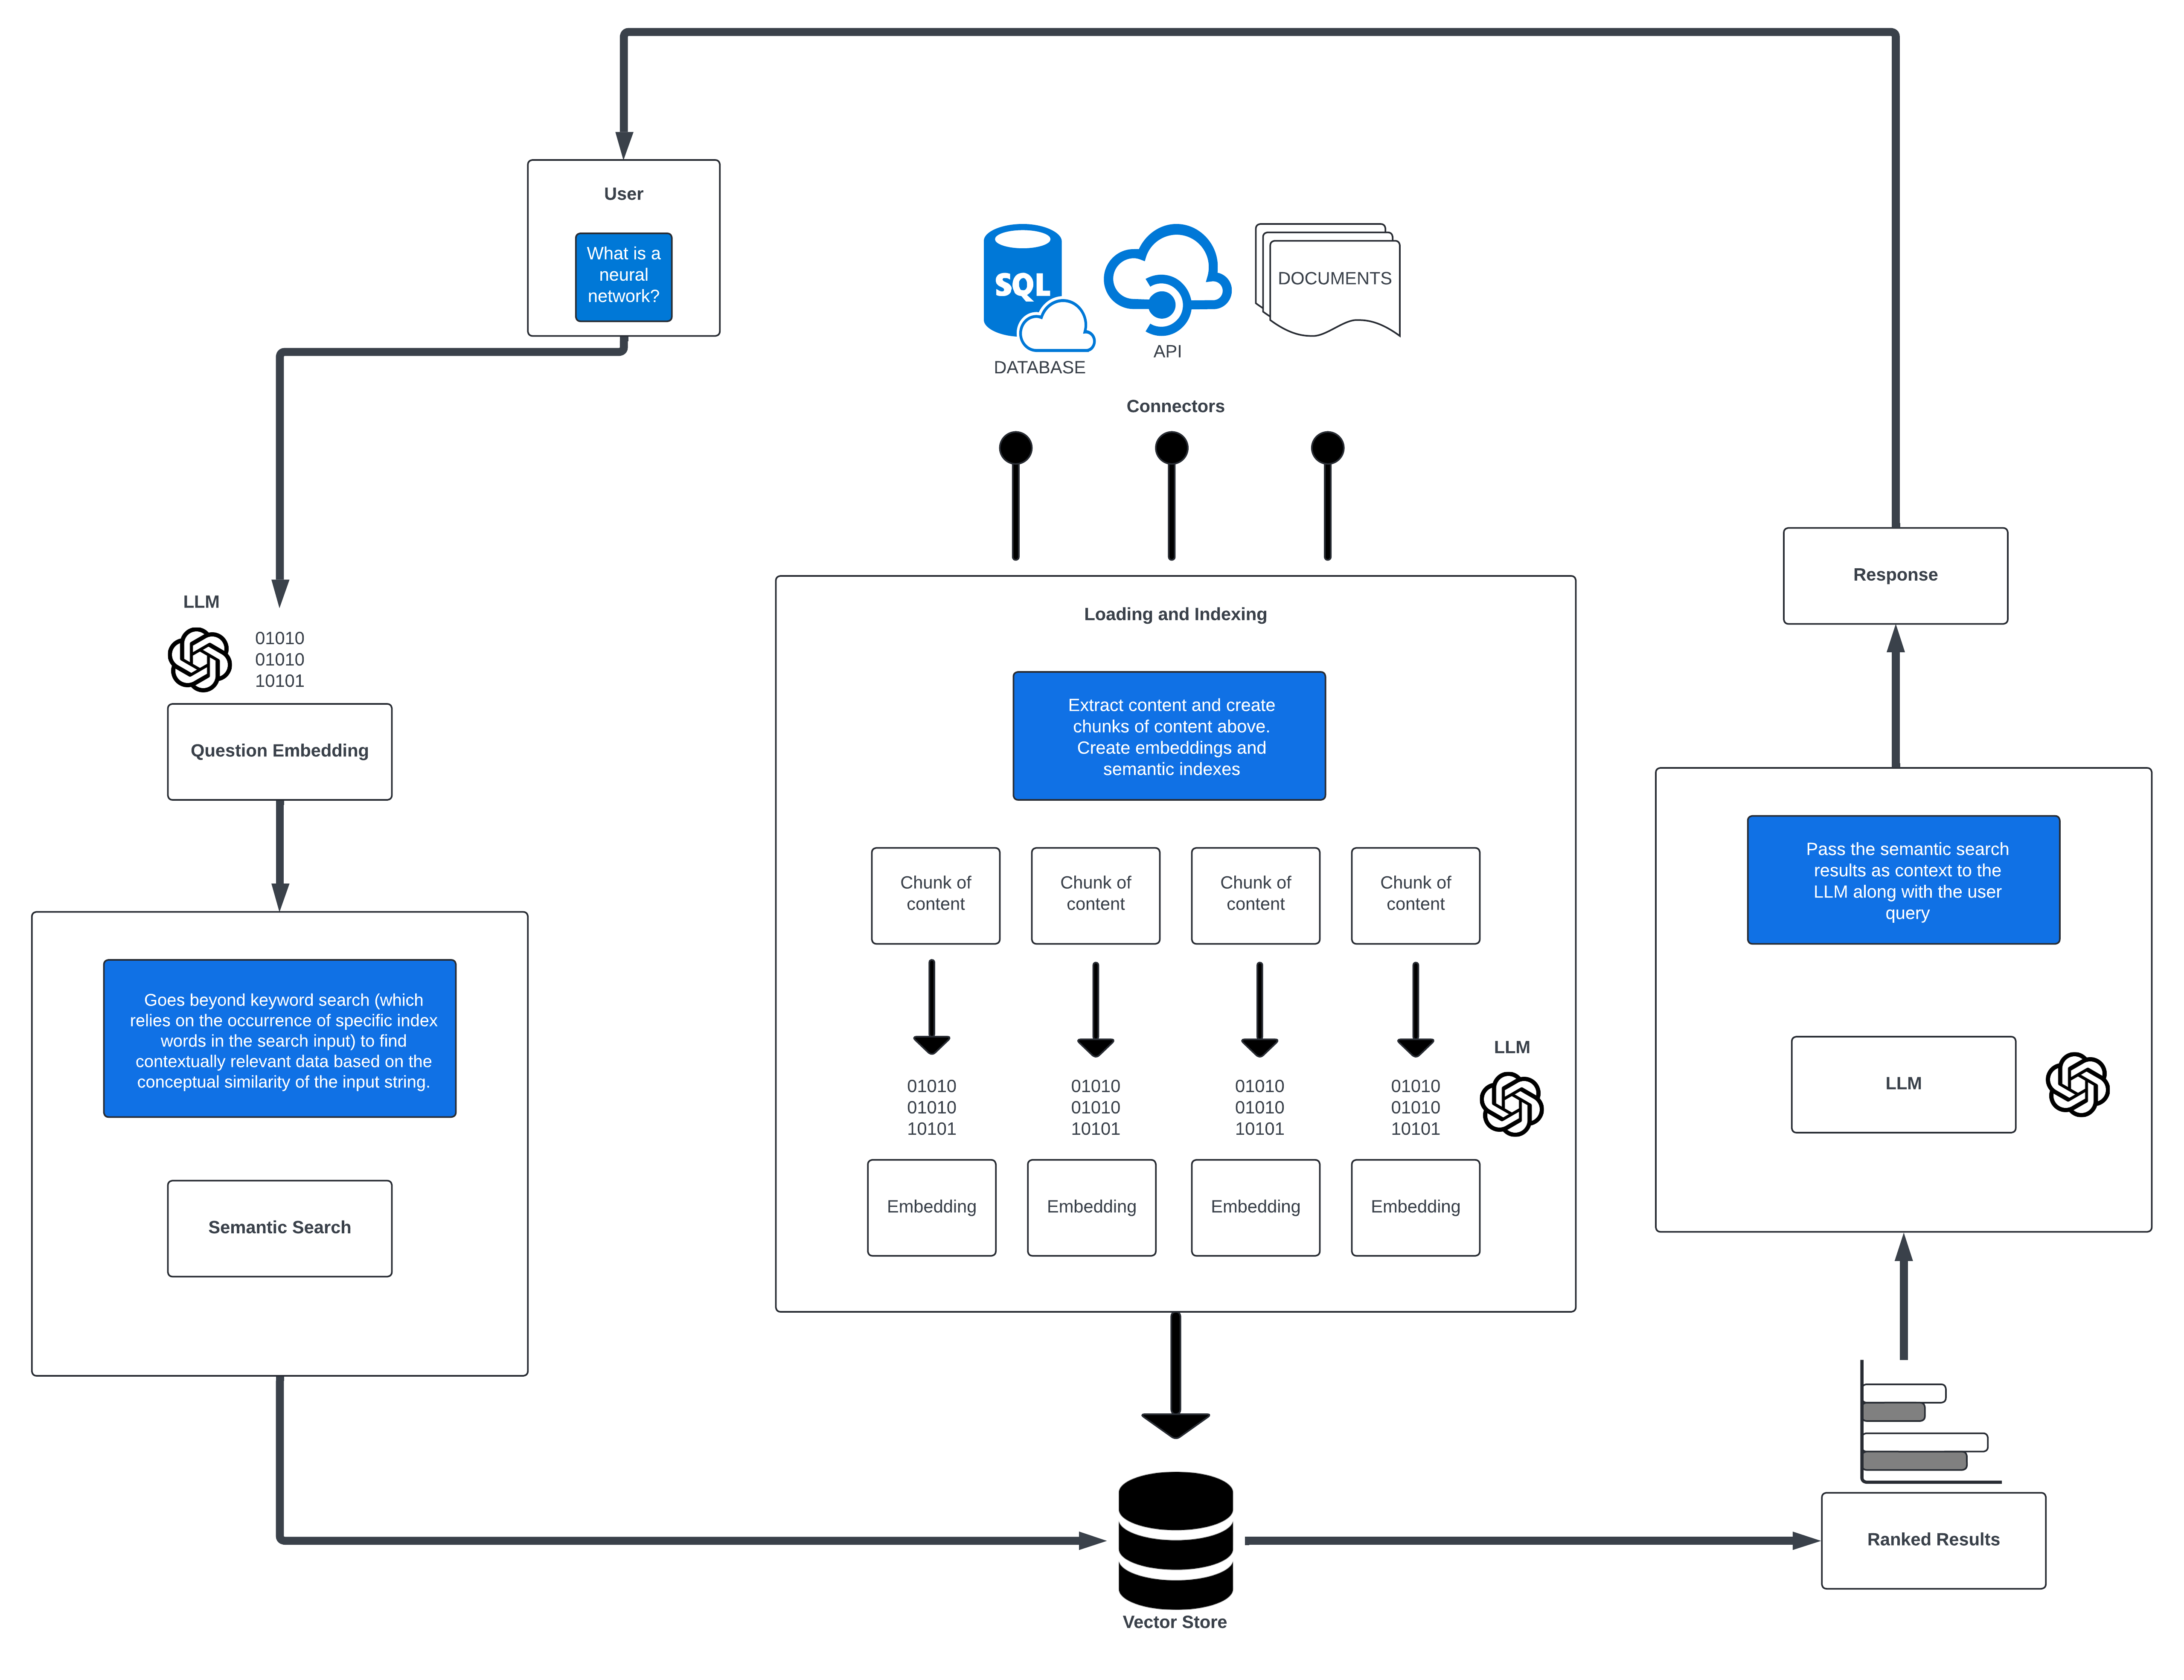 User
What is a
neural
network?
SQL
DATABASE
API
DOCUMENTS
Connectors
LLM
01010
01010
10101
Question Embedding
Goes beyond keyword search (which
relies on the occurrence of specific index
words in the search input) to find
contextually relevant data based on the
conceptual similarity of the input string.
Semantic Search
Loading and Indexing
Extract content and create
chunks of content above.
Create embeddings and
semantic indexes
Chunk of
content
Chunk of
content
Chunk of
content
Chunk of
content
01010
01010
10101
01010
01010
10101
01010
01010
10101
01010
01010
10101
LLM
Embedding
Embedding
Embedding
Embedding
Vector Store
Ranked Results
Pass the semantic search
results as context to the
LLM along with the user
query
LLM
Response